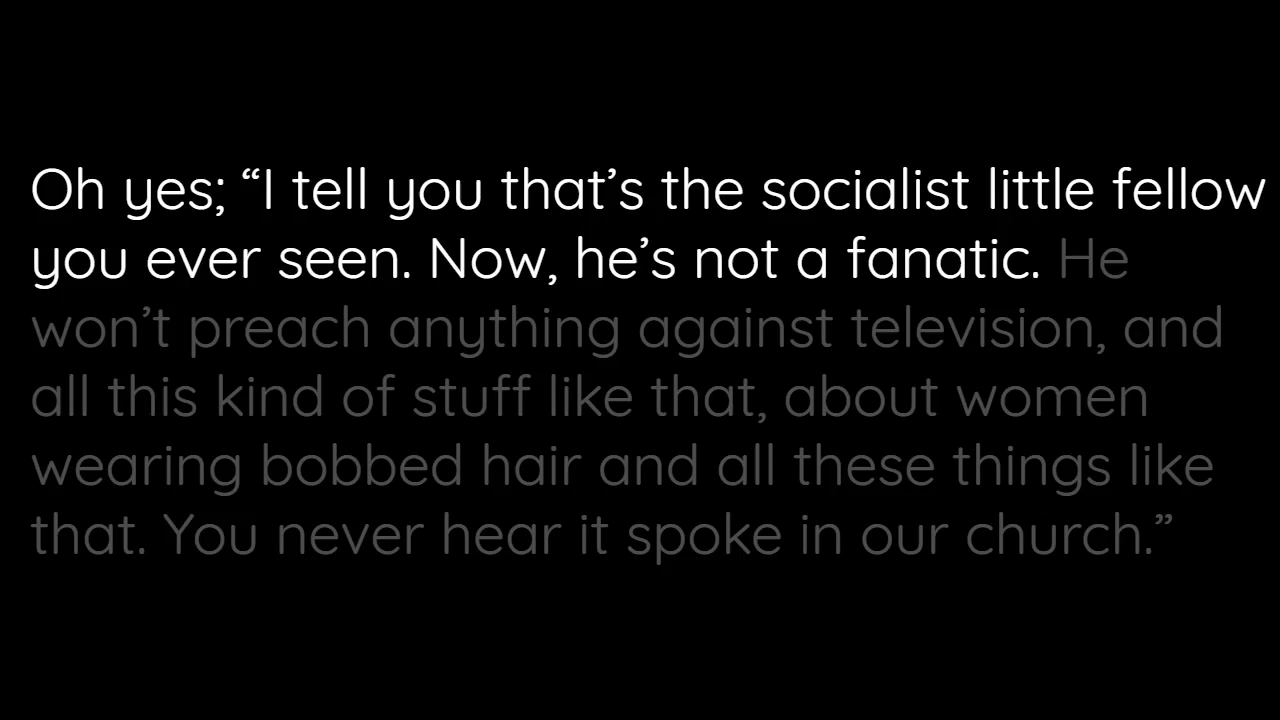 Oh yes; “I tell you that’s the socialist little fellow
you ever seen. Now, he’s not a fanatic. He
won’t preach anything against television, and
all this kind of stuff like that, about women
wearing bobbed hair and all these things like
that. You never hear it spoke in our church.”